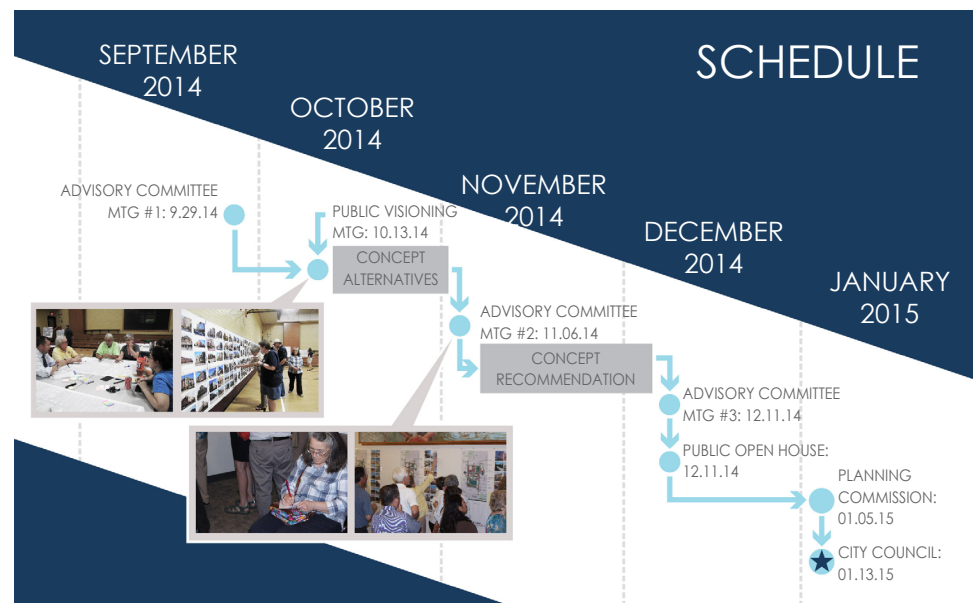 SCHEDULE
SEPTEMBER
2014
OCTOBER
2014
NOVEMBER
2014
DECEMBER
2014
JANUARY
2015
ADVISORY COMMITTEE
MTG #1: 9.29.14
PUBLIC VISIONING
MTG: 10.13.14
CONCEPT
ALTERNATIVES
ADVISORY COMMITTEE
MTG #2: 11.06.14
CONCEPT
RECOMMENDATION
ADVISORY COMMITTEE
MTG #3: 12.11.14
PUBLIC OPEN HOUSE:
12.11.14
PLANNING
COMMISSION:
01.05.15
CITY COUNCIL:
01.13.15